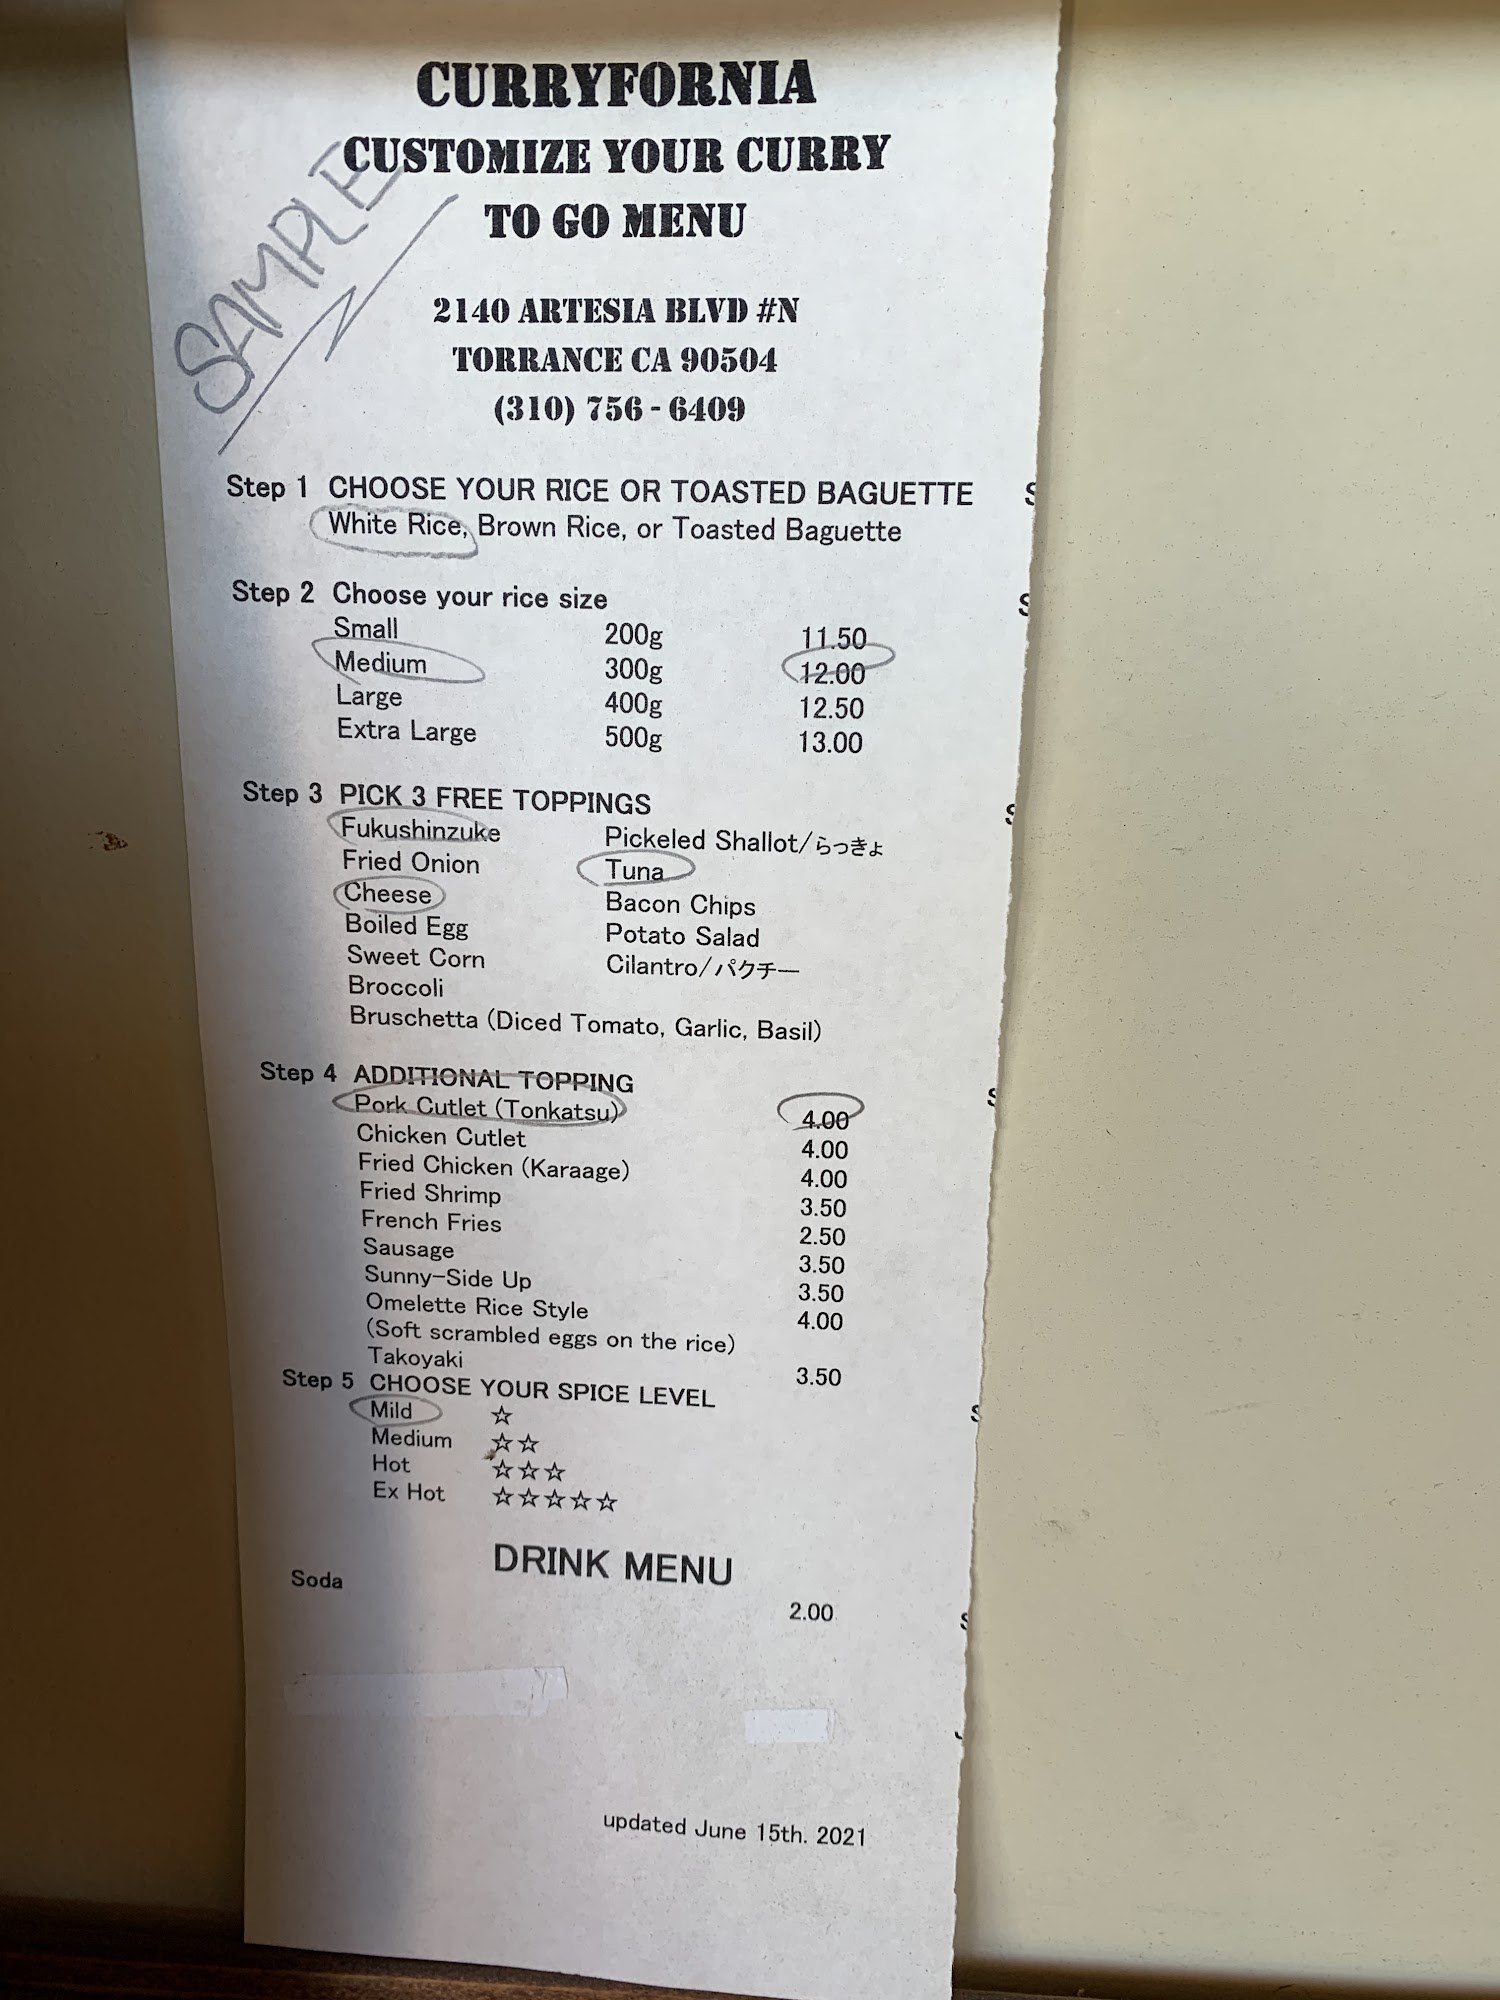 CURRYFORNIA
CUSTOMIZE YOUR CURRY
TO GO MENU
SAMPLE
2140 ARTESIA BLVD #N
TORRANCE CA 90504
(310) 756 - 6409
Step 1 CHOOSE YOUR RICE OR TOASTED BAGUETTE
White Rice, Brown Rice, or Toasted Baguette
Step 2 Choose your rice size
Small 200g 11.50
Medium 300g 12.00
Large 400g 12.50
Extra Large 500g 13.00
Step 3 PICK 3 FREE TOPPINGS
Fukushinzuke Pickeled Shallot/らっきょ
Fried Onion Tuna
Cheese Bacon Chips
Boiled Egg Potato Salad
Sweet Corn Cilantro/パクチー
Broccoli
Bruschetta (Diced Tomato, Garlic, Basil)
Step 4 ADDITIONAL TOPPING
Pork Cutlet (Tonkatsu) 4.00
Chicken Cutlet 4.00
Fried Chicken (Karaage) 4.00
Fried Shrimp 3.50
French Fries 2.50
Sausage 3.50
Sunny-Side Up 3.50
Omelette Rice Style 4.00
(Soft scrambled eggs on the rice)
Takoyaki 3.50
Step 5 CHOOSE YOUR SPICE LEVEL
Mild ☆
Medium ☆☆
Hot ☆☆☆
Ex Hot ☆☆☆☆☆
DRINK MENU
Soda 2.00
updated June 15th. 2021